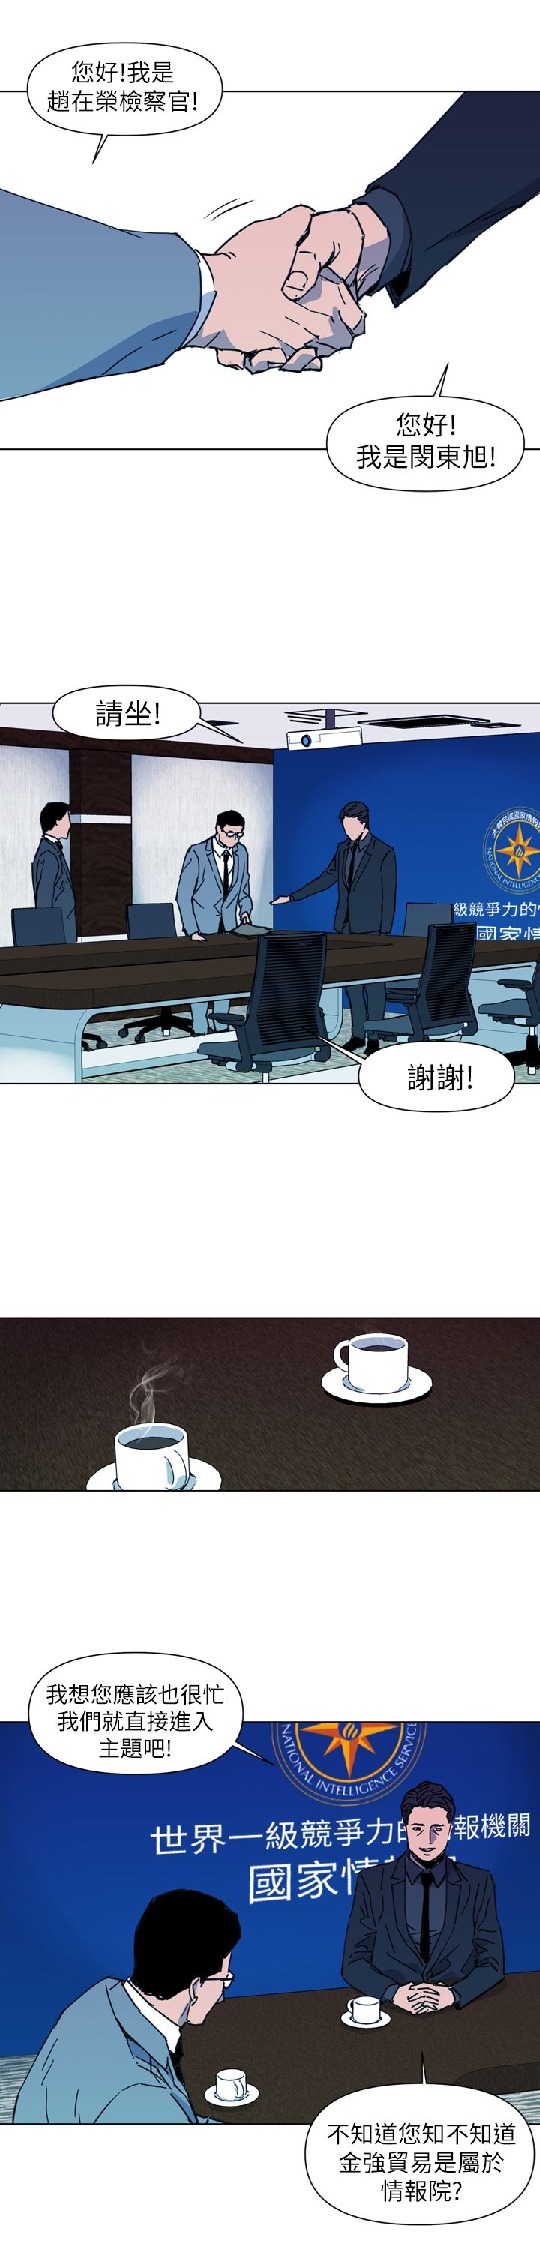 您好!我是
趙在榮檢察官!
您好!
我是閔東旭!
請坐!
NATIONAL INTELLIGENCE
級競爭力的
國家情
謝謝!
我想您應該也很忙
我們就直接進入
主題吧!
NATIONAL INTELLIGENCE SERVICE
世界一級競爭力的 報機關
國家情
不知道您知不知道
金強貿易是屬於
情報院?